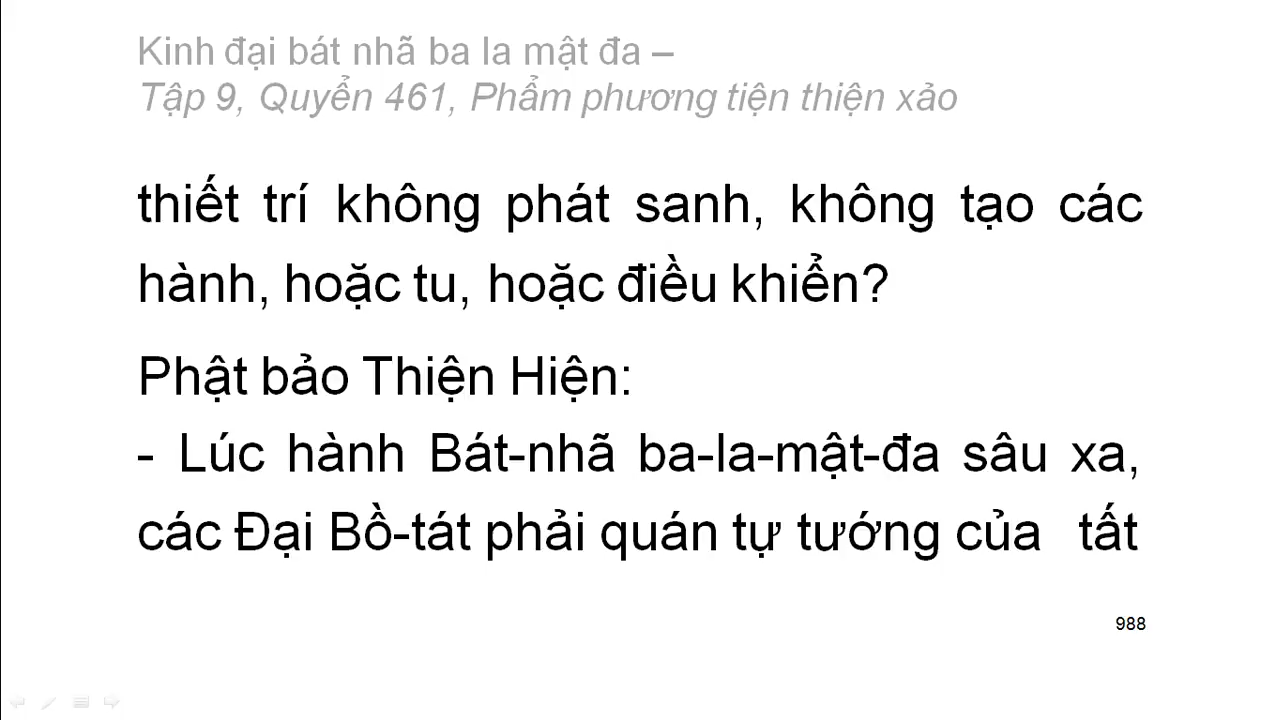 Kinh đại bát nhã ba la mật đa –
Tập 9, Quyển 461, Phẩm phương tiện thiện xảo
thiết trí không phát sanh, không tạo các
hành, hoặc tu, hoặc điều khiển?
Phật bảo Thiện Hiện:
- Lúc hành Bát-nhã ba-la-mật-đa sâu xa,
các Đại Bồ-tát phải quán tự tướng của tất
988